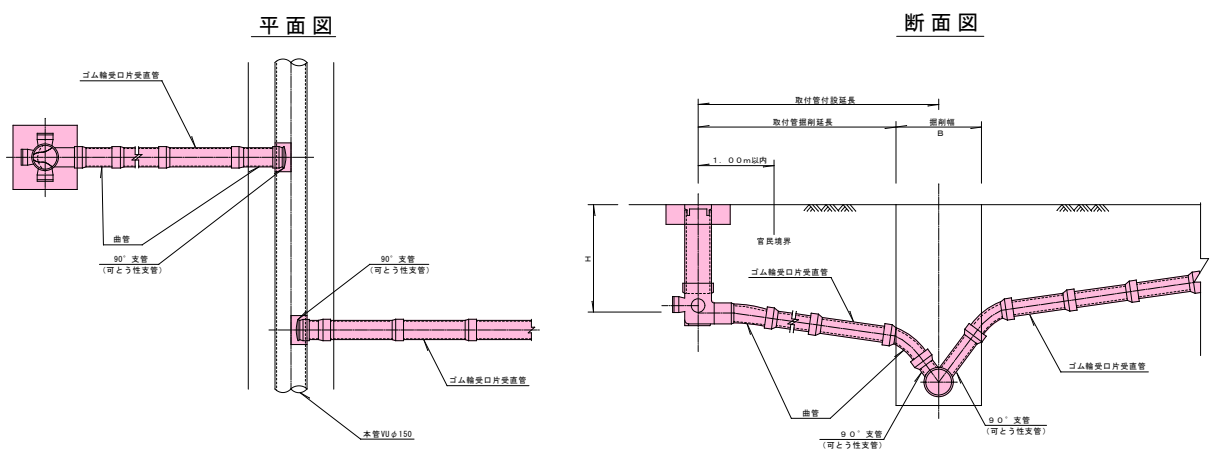 平面図
ゴム輪受口片受直管
曲管
90°支管
(可とう性支管)
90°支管
(可とう性支管)
ゴム輪受口片受直管
本管VUφ150
断面図
取付管付設延長
取付管掘削延長
掘削幅
B
1.00m以内
H
官民境界
ゴム輪受口片受直管
ゴム輪受口片受直管
曲管
90°支管
(可とう性支管)
90°支管
(可とう性支管)